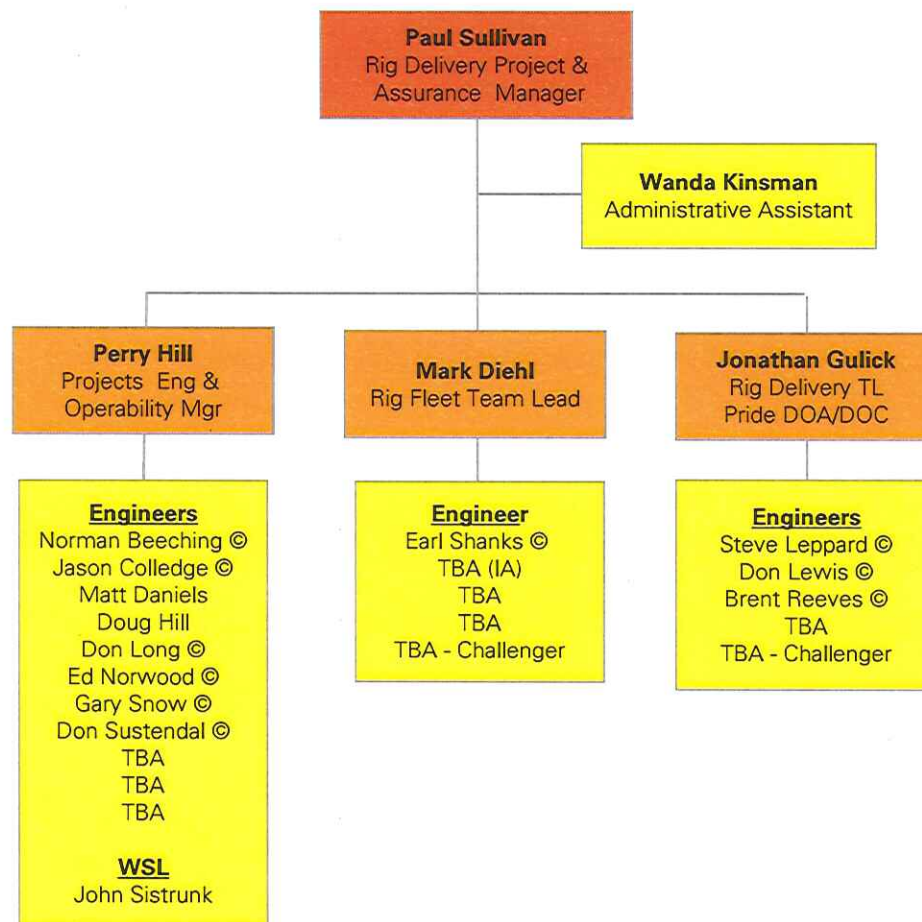 Paul Sullivan
Rig Delivery Project &
Assurance Manager
Wanda Kinsman
Administrative Assistant
Perry Hill
Projects Eng &
Operability Mgr
Mark Diehl
Rig Fleet Team Lead
Jonathan Gulick
Rig Delivery TL
Pride DOA/DOC
Engineers
Norman Beeching ©
Jason Colledge ©
Matt Daniels
Doug Hill
Don Long ©
Ed Norwood ©
Gary Snow ©
Don Sustendal ©
TBA
TBA
TBA
WSL
John Sistrunk
Engineer
Earl Shanks ©
TBA (IA)
TBA
TBA
TBA - Challenger
Engineers
Steve Leppard ©
Don Lewis ©
Brent Reeves ©
TBA
TBA - Challenger